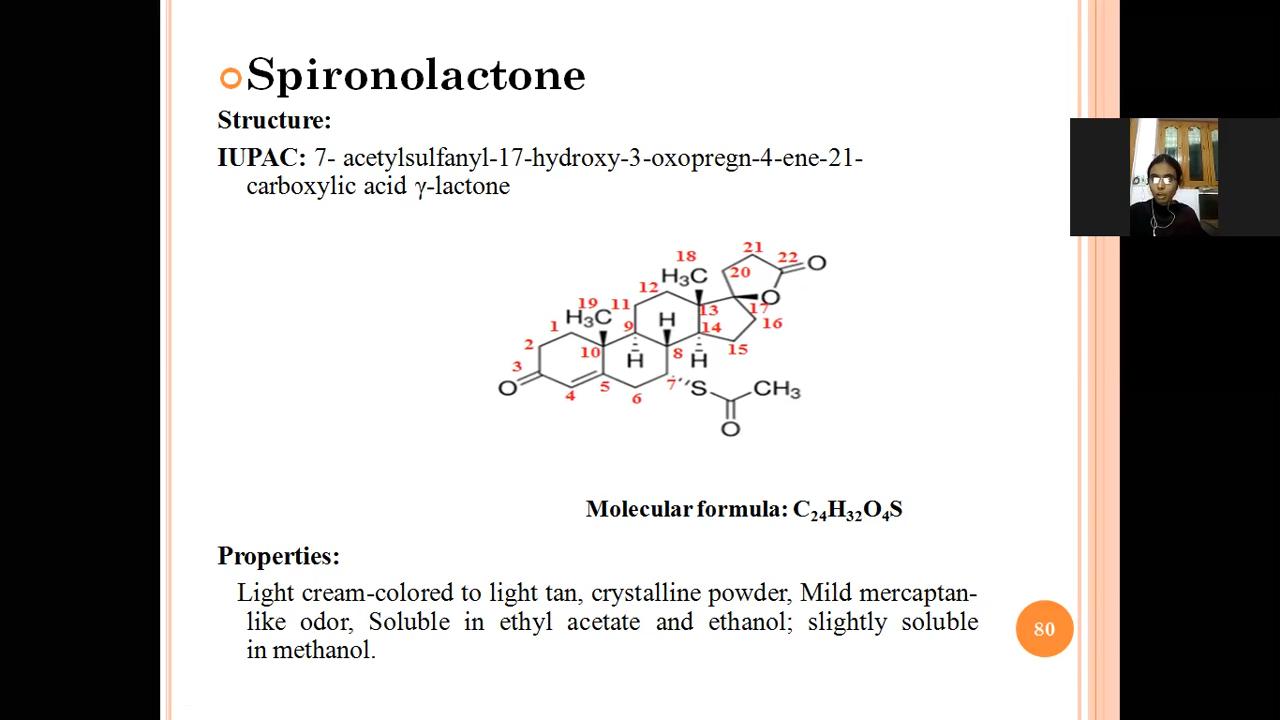 Spironolactone
Structure:
IUPAC: 7- acetylsulfanyl-17-hydroxy-3-oxopregn-4-ene-21-
carboxylic acid γ-lactone
21
18
22
O
H₃C
20
12
19
11
O
H₃C
13
17
1
H
9
14
16
2
10
8
15
H
H
3
7
S
CH₃
O
5
4
6
O
Molecular formula: C₂₄H₃₂O₄S
Properties:
Light cream-colored to light tan, crystalline powder, Mild mercaptan-
like odor, Soluble in ethyl acetate and ethanol; slightly soluble
in methanol.
80